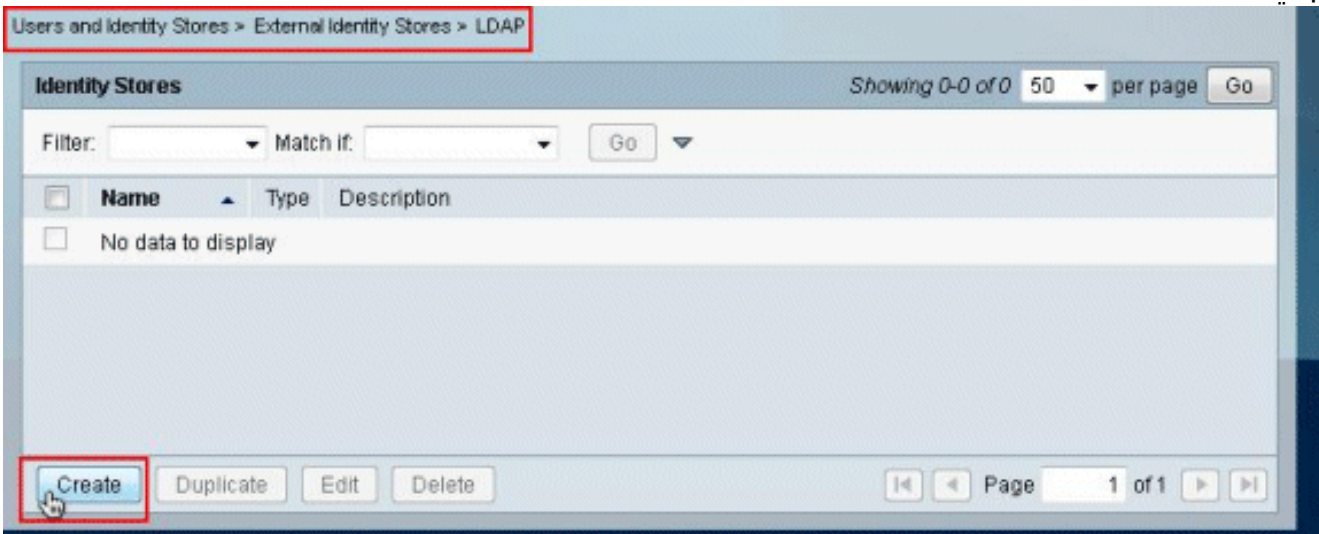 Users and Identity Stores > External Identity Stores > LDAP
Identity Stores Showing 0-0 of 0 50 per page Go
Filter: Match if: Go
Name Type Description
No data to display
Create Duplicate Edit Delete Page 1 of 1